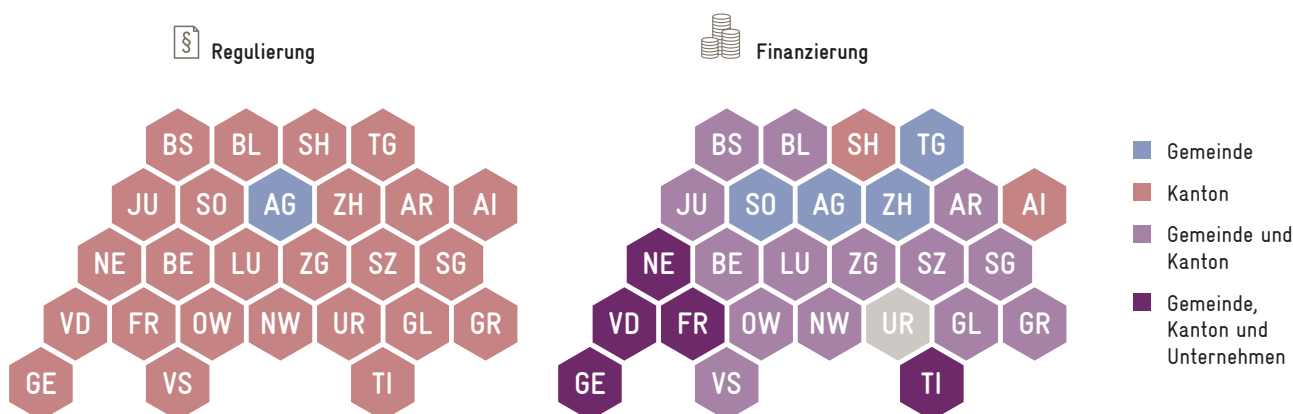 § Regulierung
Finanzierung
BS BL SH TG
JU SO AG ZH AR AI
NE BE LU ZG SZ SG
VD FR OW NW UR GL GR
GE VS TI
BS BL SH TG
JU SO AG ZH AR AI
NE BE LU ZG SZ SG
VD FR OW NW UR GL GR
GE VS TI
Gemeinde
Kanton
Gemeinde und
Kanton
Gemeinde,
Kanton und
Unternehmen